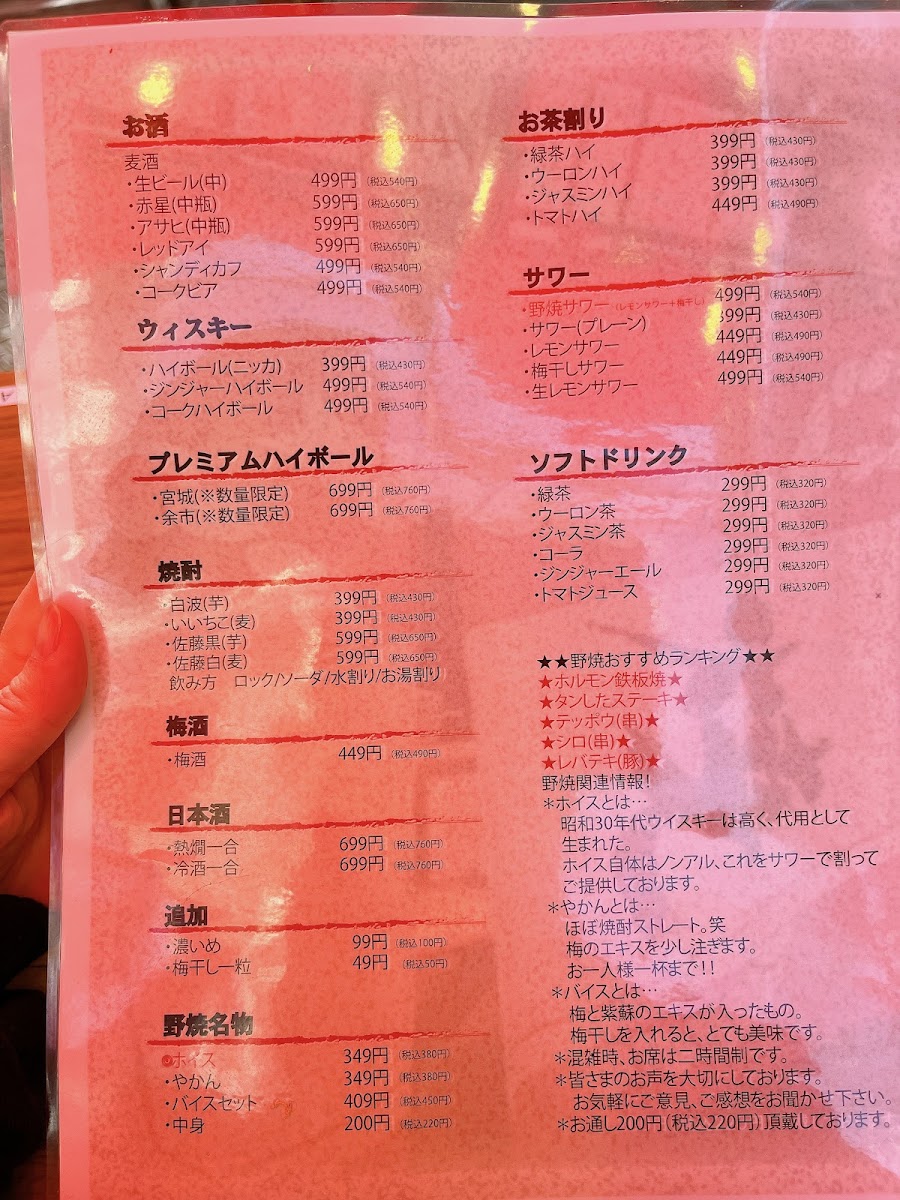 お酒
麦酒
・生ビール(中) 499円 (税込540円)
・赤星(中瓶) 599円 (税込650円)
・アサヒ(中瓶) 599円 (税込650円)
・レッドアイ 599円 (税込650円)
・シャンディカフ 499円 (税込540円)
・コークビア 499円 (税込540円)
ウィスキー
・ハイボール(ニッカ) 399円 (税込430円)
・ジンジャーハイボール 499円 (税込540円)
・コークハイボール 499円 (税込540円)
プレミアムハイボール
・宮城(※数量限定) 699円 (税込760円)
・余市(※数量限定) 699円 (税込760円)
焼酎
・白波(芋) 399円 (税込430円)
・いいちこ(麦) 399円 (税込430円)
・佐藤黒(芋) 599円 (税込650円)
・佐藤白(麦) 599円 (税込650円)
飲み方 ロック/ソーダ/水割り/お湯割り
梅酒
・梅酒 449円 (税込490円)
日本酒
・熱燗一合 699円 (税込760円)
・冷酒一合 699円 (税込760円)
追加
・濃いめ 99円 (税込100円)
・梅干し一粒 49円 (税込50円)
野焼名物
・ホイス 349円 (税込380円)
・やかん 349円 (税込380円)
・バイスセット 409円 (税込450円)
・中身 200円 (税込220円)
お茶割り
・緑茶ハイ 399円 (税込430円)
・ウーロンハイ 399円 (税込430円)
・ジャスミンハイ 399円 (税込430円)
・トマトハイ 449円 (税込490円)
サワー
・野焼サワー (レモンサワー+梅干し) 499円 (税込540円)
・サワー(プレーン) 399円 (税込430円)
・レモンサワー 449円 (税込490円)
・梅干しサワー 449円 (税込490円)
・生レモンサワー 499円 (税込540円)
ソフトドリンク
・緑茶 299円 (税込320円)
・ウーロン茶 299円 (税込320円)
・ジャスミン茶 299円 (税込320円)
・コーラ 299円 (税込320円)
・ジンジャーエール 299円 (税込320円)
・トマトジュース 299円 (税込320円)
★★野焼おすすめランキング★★
★ホルモン鉄板焼★
★タンしたステーキ★
★テッポウ(串)★
★シロ(串)★
★レバテキ(豚)★
野焼関連情報!
＊ホイスとは…
昭和30年代ウイスキーは高く、代用として
生まれた。
ホイス自体はノンアル、これをサワーで割って
ご提供しております。
＊やかんとは…
ほぼ焼酎ストレート。笑
梅のエキスを少し注ぎます。
お一人様一杯まで!!
＊バイスとは…
梅と紫蘇のエキスが入ったもの。
梅干しを入れると、とても美味です。
＊混雑時、お席は二時間制です。
＊皆さまのお声を大切にしております。
お気軽にご意見、ご感想をお聞かせ下さい。
＊お通し200円(税込220円)頂戴しております。